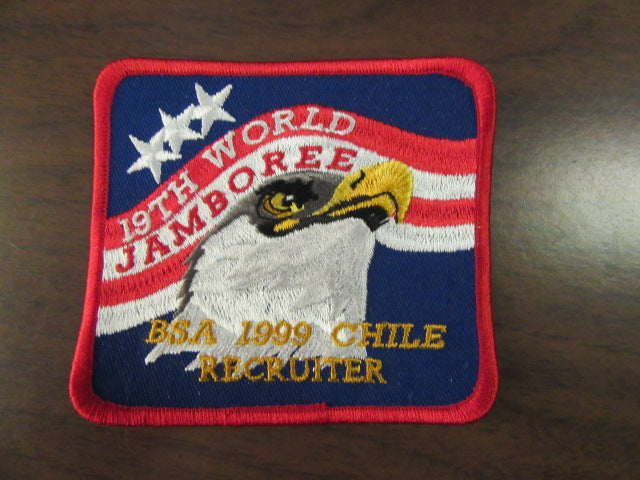 19TH WORLD
JAMBOREE
BSA 1999 CHILE
RECRUITER